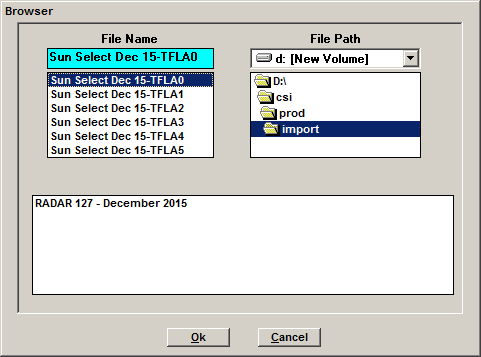 Browser
File Name
File Path
Sun Select Dec 15-TFLA0
d: [New Volume]
Sun Select Dec 15-TFLA0
Sun Select Dec 15-TFLA1
Sun Select Dec 15-TFLA2
Sun Select Dec 15-TFLA3
Sun Select Dec 15-TFLA4
Sun Select Dec 15-TFLA5
D:\
csi
prod
import
RADAR 127 - December 2015
Ok
Cancel